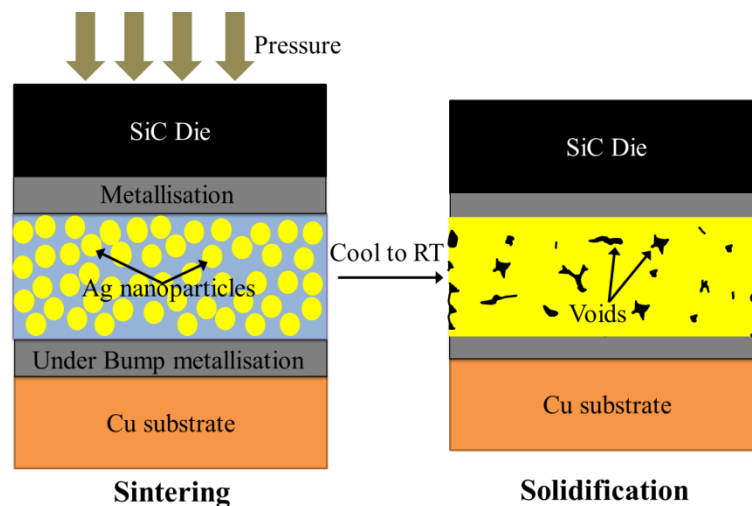 Pressure
SiC Die
Metallisation
Ag nanoparticles
Under Bump metallisation
Cu substrate
Sintering
Cool to RT
SiC Die
Voids
Cu substrate
Solidification